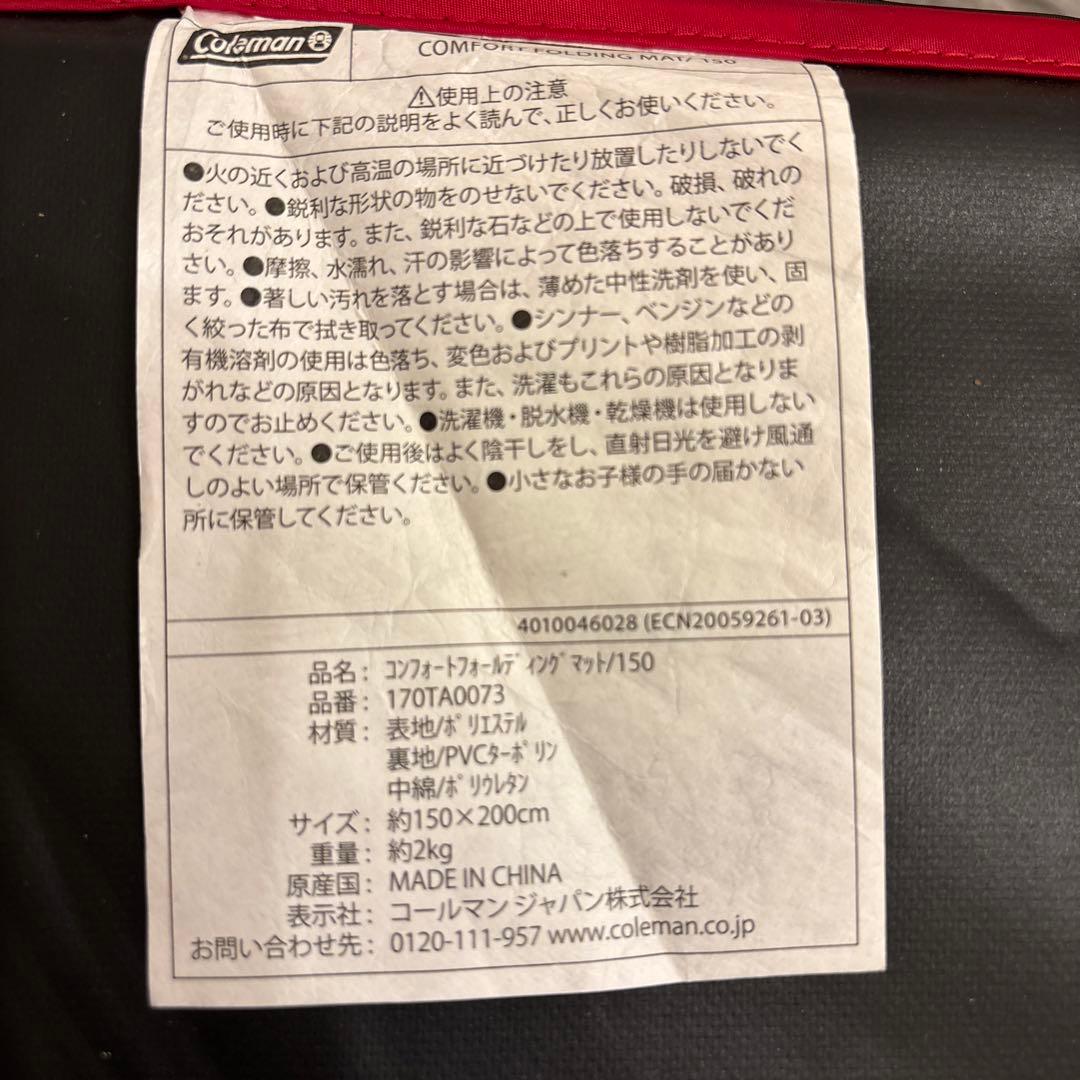 Coleman
COMFORT FOLDING MAT/ 150
⚠使用上の注意
ご使用時に下記の説明をよく読んで、正しくお使いください。
●火の近くおよび高温の場所に近づけたり放置したりしないでく
ださい。●鋭利な形状の物をのせないでください。破損、破れの
おそれがあります。また、鋭利な石などの上で使用しないでくだ
さい。●摩擦、水濡れ、汗の影響によって色落ちすることがあり
ます。●著しい汚れを落とす場合は、薄めた中性洗剤を使い、固
く絞った布で拭き取ってください。●シンナー、ベンジンなどの
有機溶剤の使用は色落ち、変色およびプリントや樹脂加工の剥
がれなどの原因となります。また、洗濯もこれらの原因となりま
すのでお止めください。●洗濯機・脱水機・乾燥機は使用しない
でください。●ご使用後はよく陰干しをし、直射日光を避け風通
しのよい場所で保管ください。●小さなお子様の手の届かない
所に保管してください。
4010046028 (ECN20059261-03)
品名: ｺﾝﾌｫｰﾄﾌｫｰﾙﾃﾞｨﾝｸﾞﾏｯﾄ/150
品番: 170TA0073
材質: 表地/ﾎﾟﾘｴｽﾃﾙ
裏地/PVCﾀｰﾎﾟﾘﾝ
中綿/ﾎﾟﾘｳﾚﾀﾝ
サイズ: 約150×200cm
重量: 約2kg
原産国: MADE IN CHINA
表示社: コールマン ジャパン株式会社
お問い合わせ先: 0120-111-957 www.coleman.co.jp